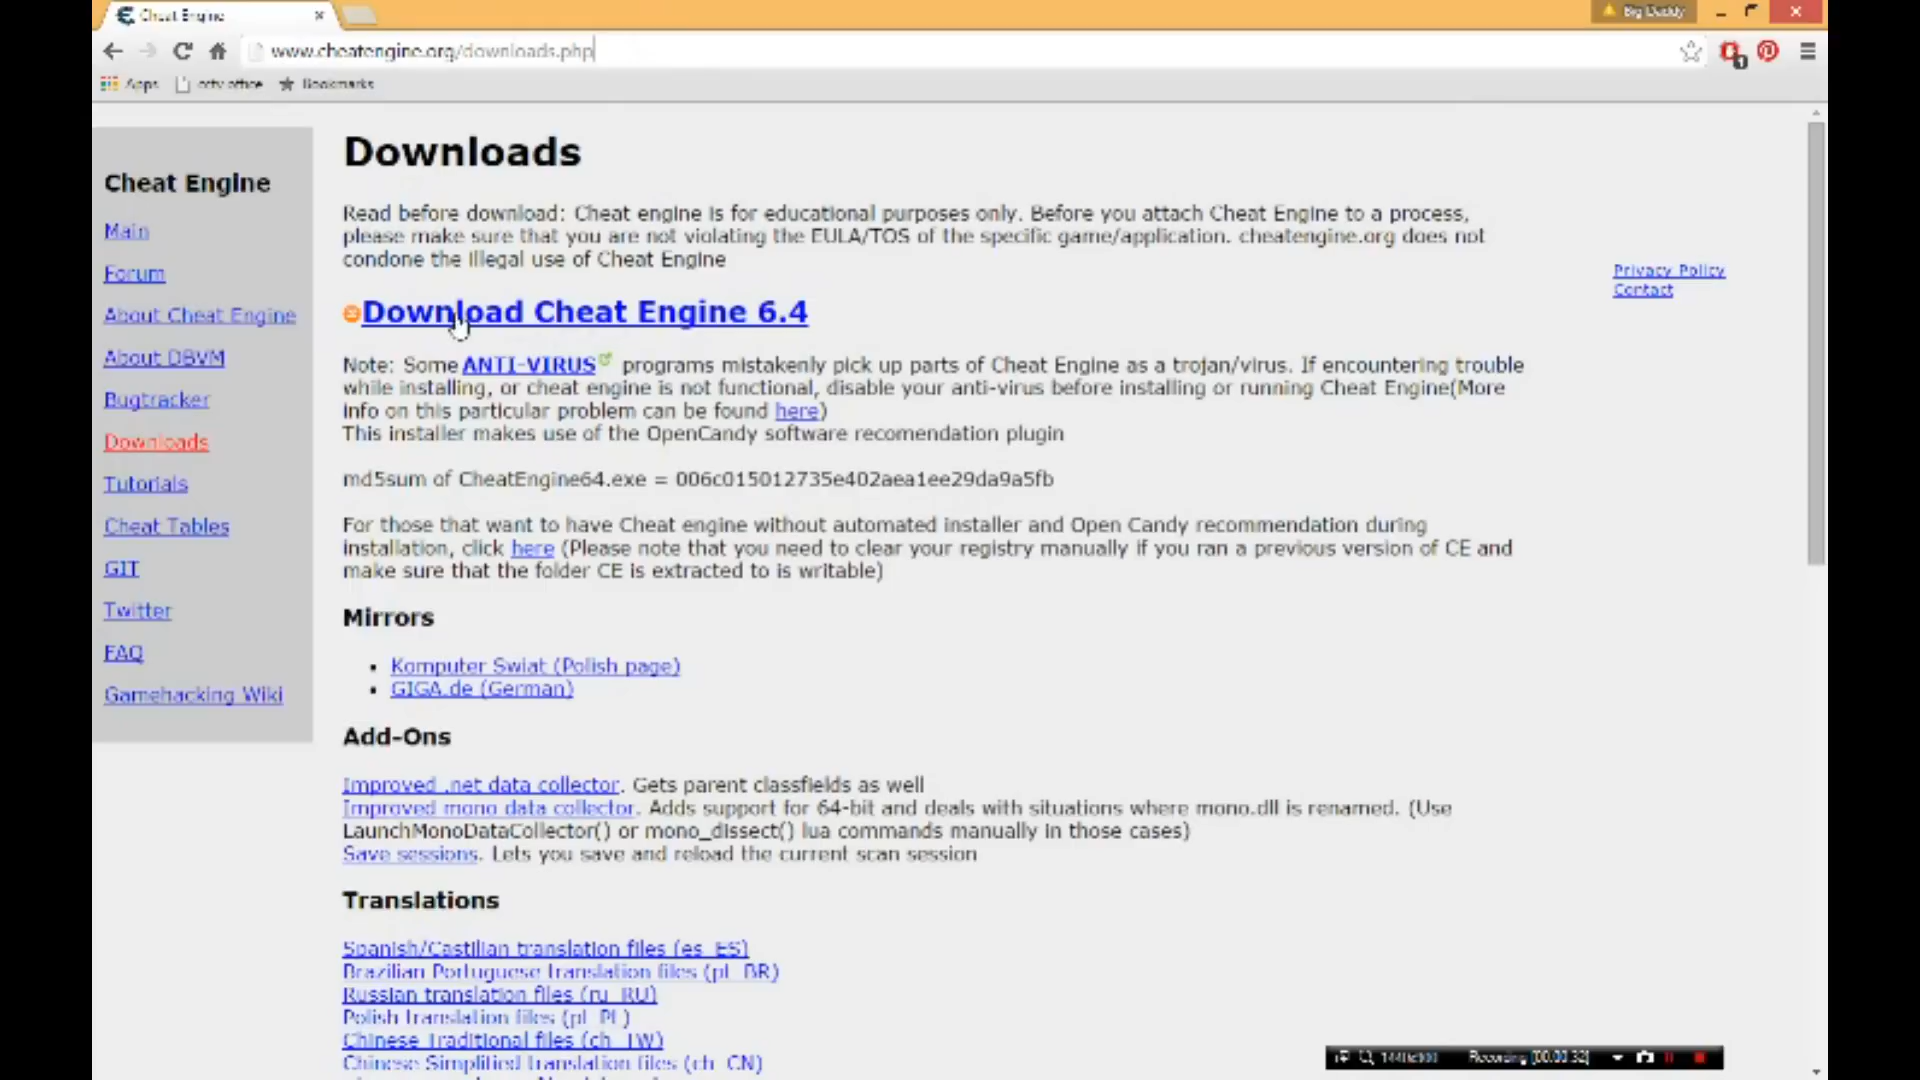 Cheat Engine
Big Daddy
www.cheatengine.org/downloads.php
Apps
cctv office
Bookmarks
Cheat Engine
Main
Forum
About Cheat Engine
About DBVM
Bugtracker
Downloads
Tutorials
Cheat Tables
GIT
Twitter
FAQ
Gamehacking Wiki
Downloads
Read before download: Cheat engine is for educational purposes only. Before you attach Cheat Engine to a process,
please make sure that you are not violating the EULA/TOS of the specific game/application. cheatengine.org does not
condone the illegal use of Cheat Engine
Privacy Policy
Contact
Download Cheat Engine 6.4
Note: Some ANTI-VIRUS programs mistakenly pick up parts of Cheat Engine as a trojan/virus. If encountering trouble
while installing, or cheat engine is not functional, disable your anti-virus before installing or running Cheat Engine(More
info on this particular problem can be found here)
This installer makes use of the OpenCandy software recomendation plugin
md5sum of CheatEngine64.exe = 006c015012735e402aea1ee29da9a5fb
For those that want to have Cheat engine without automated installer and Open Candy recommendation during
installation, click here (Please note that you need to clear your registry manually if you ran a previous version of CE and
make sure that the folder CE is extracted to is writable)
Mirrors
Komputer Swiat (Polish page)
GIGA.de (German)
Add-Ons
Improved .net data collector. Gets parent classfields as well
Improved mono data collector. Adds support for 64-bit and deals with situations where mono.dll is renamed. (Use
LaunchMonoDataCollector() or mono_dissect() lua commands manually in those cases)
Save sessions. Lets you save and reload the current scan session
Translations
Spanish/Castilian translation files (es_ES)
Brazilian Portuguese translation files (pt_BR)
Russian translation files (ru_RU)
Polish translation files (pl_PL)
Chinese Traditional files (ch_TW)
Chinese Simplified translation files (ch_CN)
1440x900
Recording [00:00:32]